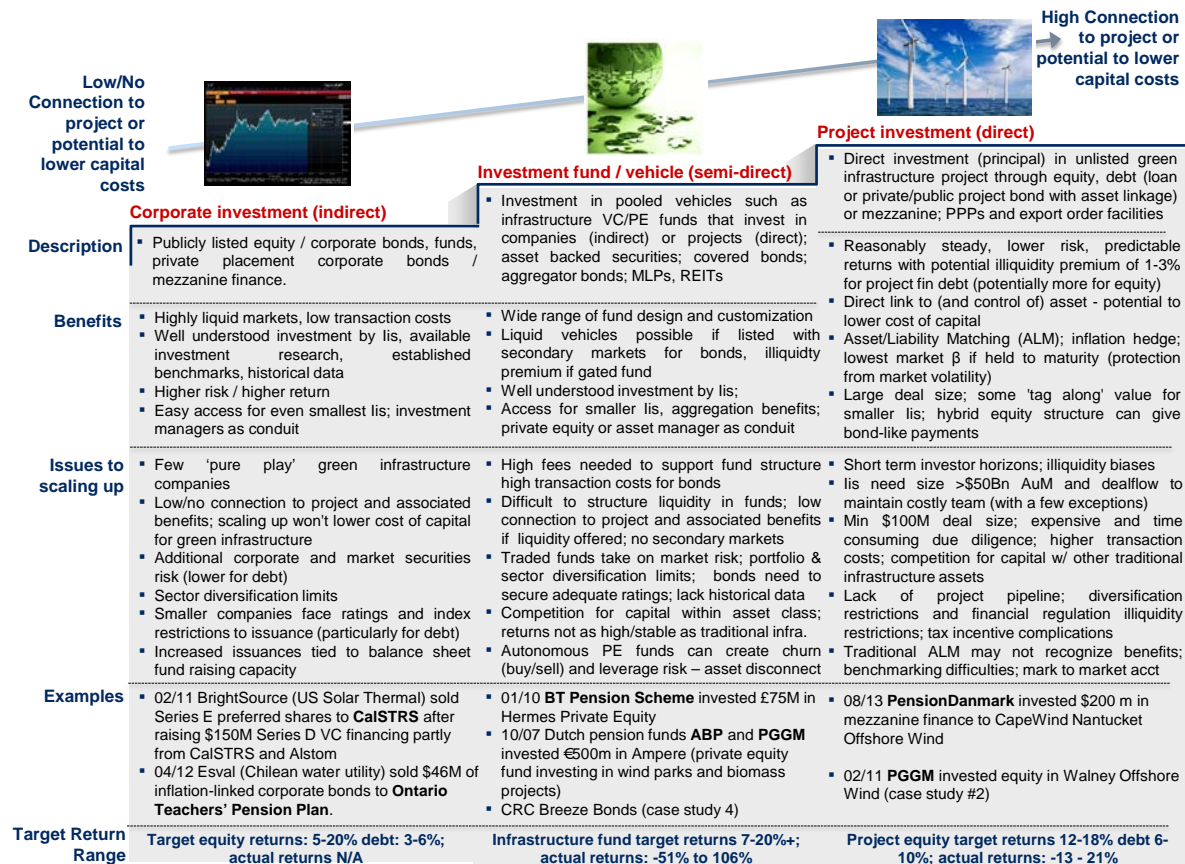 High Connection
to project or
potential to lower
capital costs
Low/No
Connection to
project or
potential to
lower capital
costs
Corporate investment (indirect)
Investment fund / vehicle (semi-direct)
Project investment (direct)
Description
▪ Publicly listed equity / corporate bonds, funds,
private placement corporate bonds /
mezzanine finance.
▪ Investment in pooled vehicles such as
infrastructure VC/PE funds that invest in
companies (indirect) or projects (direct);
asset backed securities; covered bonds;
aggregator bonds; MLPs, REITs
▪ Direct investment (principal) in unlisted green
infrastructure project through equity, debt (loan
or private/public project bond with asset linkage)
or mezzanine; PPPs and export order facilities
Benefits
▪ Highly liquid markets, low transaction costs
▪ Well understood investment by Iis, available
investment research, established
benchmarks, historical data
▪ Higher risk / higher return
▪ Easy access for even smallest Iis; investment
managers as conduit
▪ Wide range of fund design and customization
▪ Liquid vehicles possible if listed with
secondary markets for bonds, illiquidty
premium if gated fund
▪ Well understood investment by Iis;
▪ Access for smaller Iis, aggregation benefits;
private equity or asset manager as conduit
▪ Reasonably steady, lower risk, predictable
returns with potential illiquidity premium of 1-3%
for project fin debt (potentially more for equity)
▪ Direct link to (and control of) asset - potential to
lower cost of capital
▪ Asset/Liability Matching (ALM); inflation hedge;
lowest market β if held to maturity (protection
from market volatility)
▪ Large deal size; some 'tag along' value for
smaller Iis; hybrid equity structure can give
bond-like payments
Issues to
scaling up
▪ Few ‘pure play’ green infrastructure
companies
▪ Low/no connection to project and associated
benefits; scaling up won't lower cost of capital
for green infrastructure
▪ Additional corporate and market securities
risk (lower for debt)
▪ Sector diversification limits
▪ Smaller companies face ratings and index
restrictions to issuance (particularly for debt)
▪ Increased issuances tied to balance sheet
fund raising capacity
▪ High fees needed to support fund structure
high transaction costs for bonds
▪ Difficult to structure liquidity in funds; low
connection to project and associated benefits
if liquidity offered; no secondary markets
▪ Traded funds take on market risk; portfolio &
sector diversification limits; bonds need to
secure adequate ratings; lack historical data
▪ Competition for capital within asset class;
returns not as high/stable as traditional infra.
▪ Autonomous PE funds can create churn
(buy/sell) and leverage risk – asset disconnect
▪ Short term investor horizons; illiquidity biases
▪ Iis need size >$50Bn AuM and dealflow to
maintain costly team (with a few exceptions)
▪ Min $100M deal size; expensive and time
consuming due diligence; higher transaction
costs; competition for capital w/ other traditional
infrastructure assets
▪ Lack of project pipeline; diversification
restrictions and financial regulation illiquidity
restrictions; tax incentive complications
▪ Traditional ALM may not recognize benefits;
benchmarking difficulties; mark to market acct
Examples
▪ 02/11 BrightSource (US Solar Thermal) sold
Series E preferred shares to CalSTRS after
raising $150M Series D VC financing partly
from CalSTRS and Alstom
▪ 04/12 Esval (Chilean water utility) sold $46M of
inflation-linked corporate bonds to Ontario
Teachers’ Pension Plan.
▪ 01/10 BT Pension Scheme invested £75M in
Hermes Private Equity
▪ 10/07 Dutch pension funds ABP and PGGM
invested €500m in Ampere (private equity
fund investing in wind parks and biomass
projects)
▪ CRC Breeze Bonds (case study 4)
▪ 08/13 PensionDanmark invested $200 m in
mezzanine finance to CapeWind Nantucket
Offshore Wind
▪ 02/11 PGGM invested equity in Walney Offshore
Wind (case study #2)
Target Return
Range
Target equity returns: 5-20% debt: 3-6%;
actual returns N/A
Infrastructure fund target returns 7-20%+;
actual returns: -51% to 106%
Project equity target returns 12-18% debt 6-
10%; actual returns: -13 - 21%